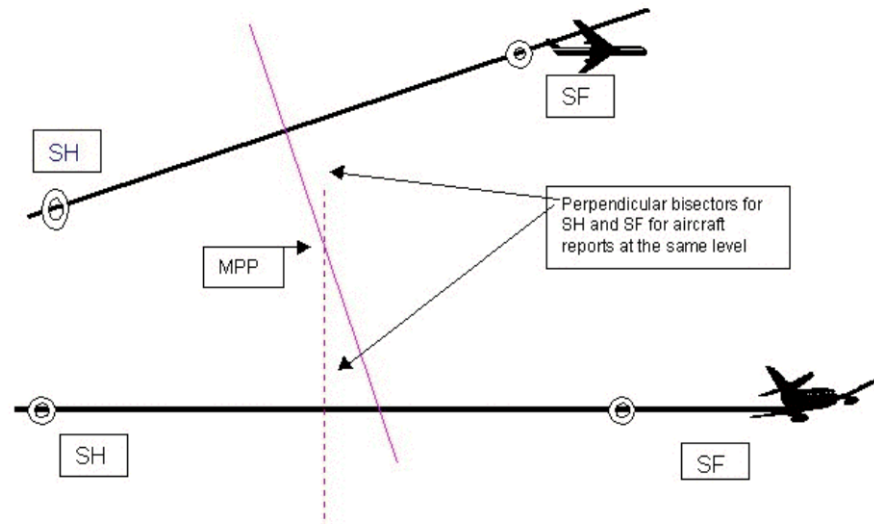 SF
SH
Perpendicular bisectors for
SH and SF for aircraft
reports at the same level
MPP
SH
SF